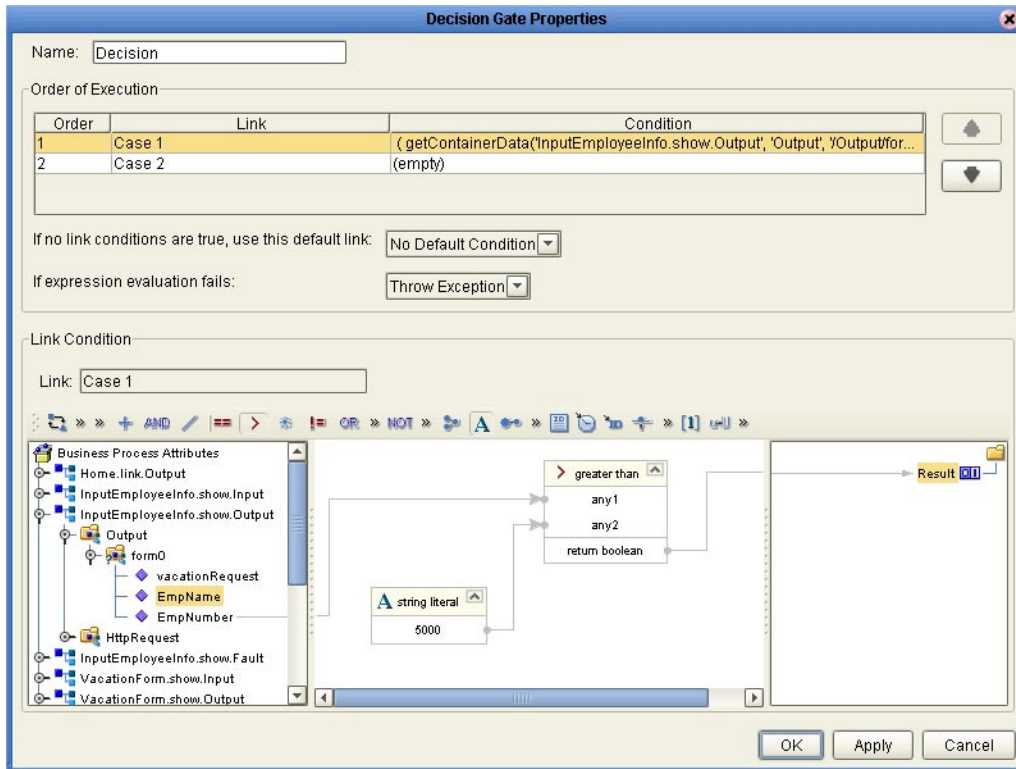 Decision Gate Properties
Name: Decision
Order of Execution
Order Link Condition
1 Case 1 ( getContainerData('InputEmployeeInfo.show.Output', 'Output', '/Output/for...
2 Case 2 (empty)
If no link conditions are true, use this default link: No Default Condition
If expression evaluation fails: Throw Exception
Link Condition
Link: Case 1
» » AND == > != OR » NOT » A » » [1] »
Business Process Attributes
Home.link.Output
InputEmployeeInfo.show.Input
InputEmployeeInfo.show.Output
Output
form0
vacationRequest
EmpName
EmpNumber
HttpRequest
InputEmployeeInfo.show.Fault
VacationForm.show.Input
VacationForm.show.Output
> greater than
any1
any2
return boolean
A string literal
5000
Result
OK Apply Cancel